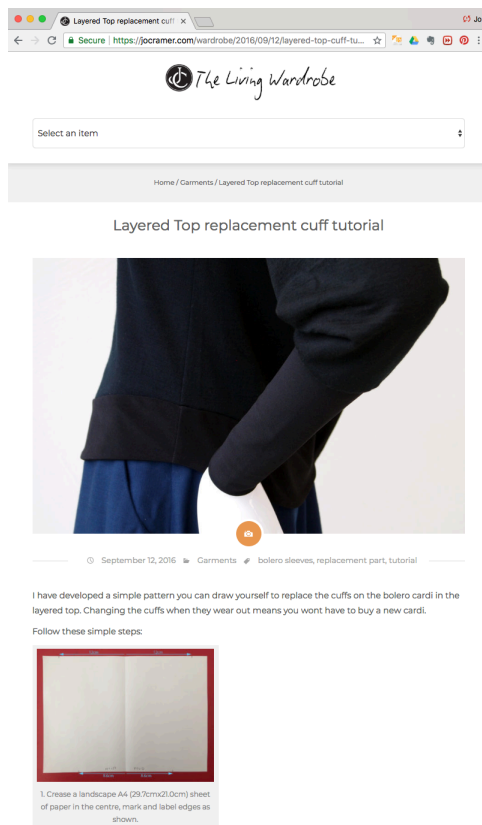 Layered Top replacement cuff
Jo
Secure https://jocramer.com/wardrobe/2016/09/12/layered-top-cuff-tu...
JC The Living Wardrobe
Select an item
Home / Garments / Layered Top replacement cuff tutorial
Layered Top replacement cuff tutorial
September 12, 2016 Garments bolero sleeves, replacement part, tutorial
I have developed a simple pattern you can draw yourself to replace the cuffs on the bolero cardi in the
layered top. Changing the cuffs when they wear out means you wont have to buy a new cardi.
Follow these simple steps:
1. Crease a landscape A4 (29.7cmx21.0cm) sheet
of paper in the centre, mark and label edges as
shown.